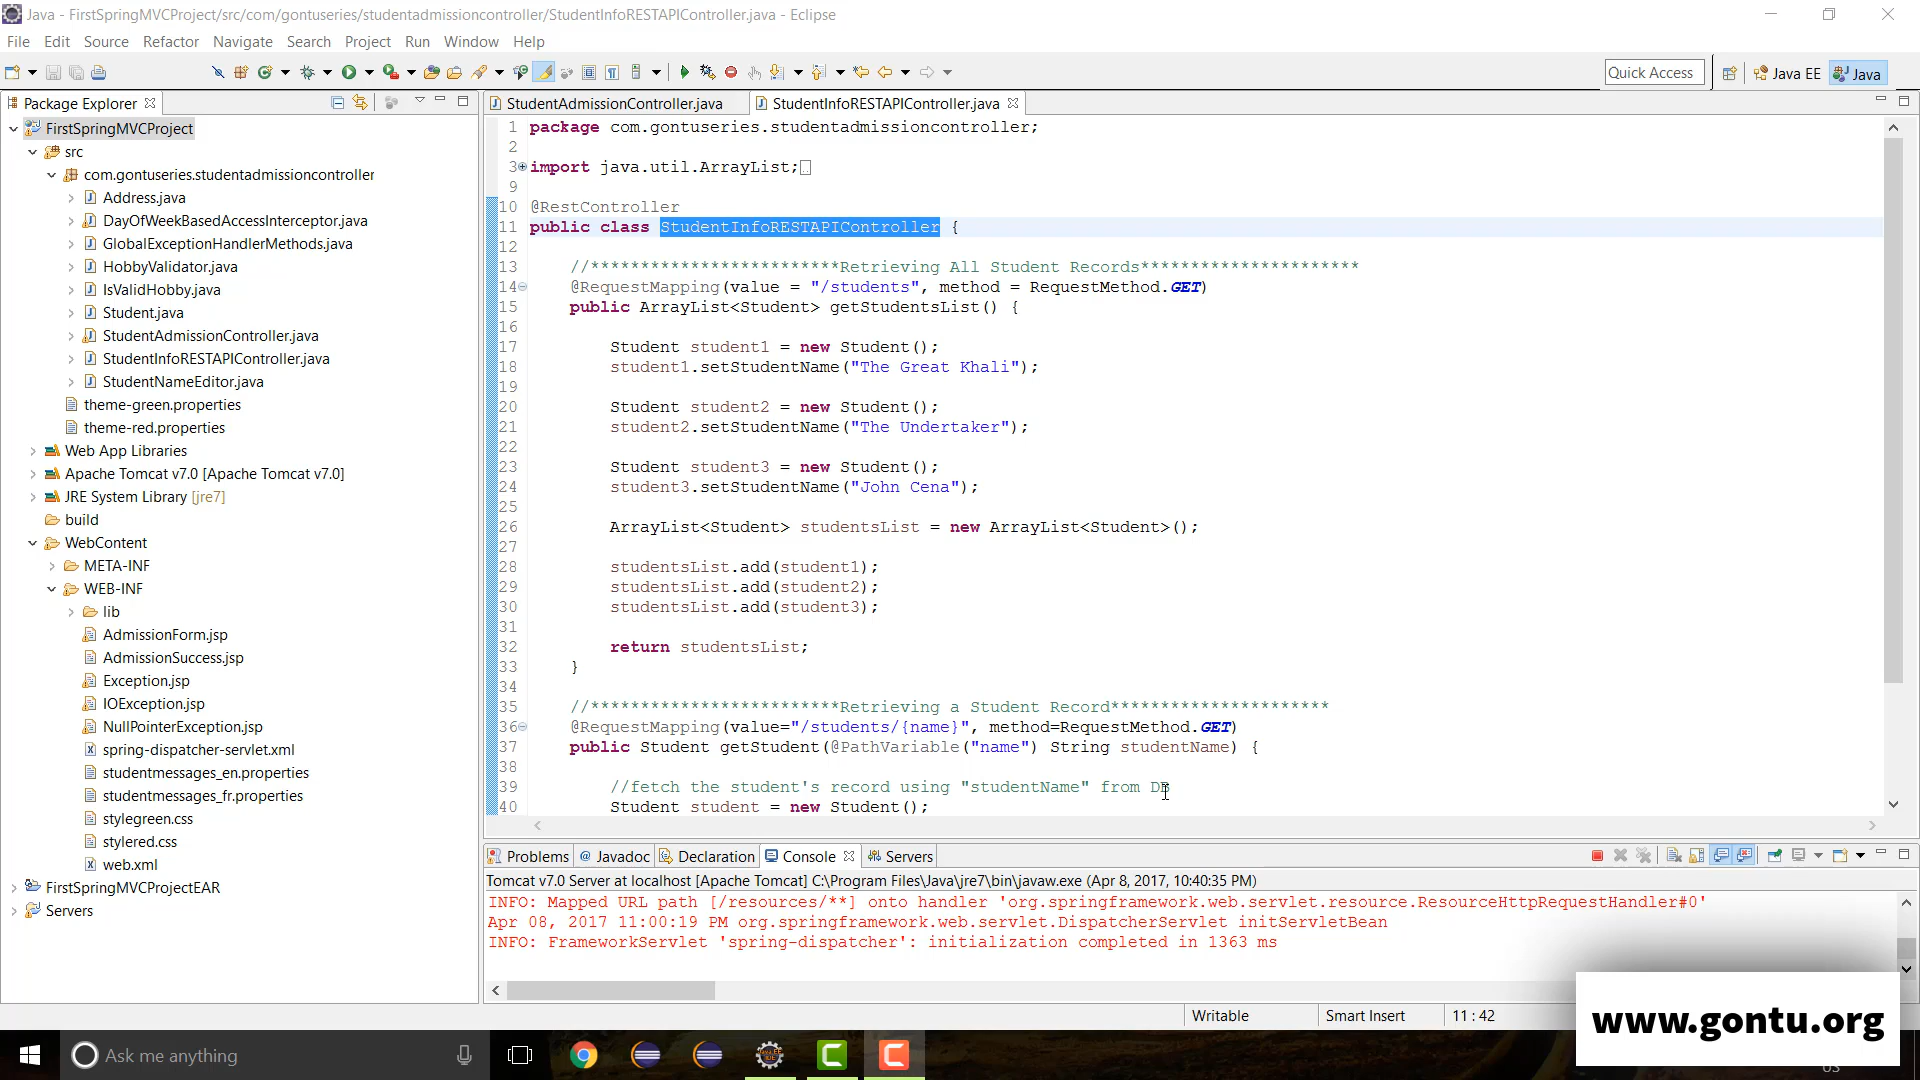 Java - FirstSpringMVCProject/src/com/gontuseries/studentadmissioncontroller/StudentInfoRESTAPIController.java - Eclipse
File Edit Source Refactor Navigate Search Project Run Window Help
Quick Access
Java EE
Java
Package Explorer
FirstSpringMVCProject
src
com.gontuseries.studentadmissioncontroller
Address.java
DayOfWeekBasedAccessInterceptor.java
GlobalExceptionHandlerMethods.java
HobbyValidator.java
IsValidHobby.java
Student.java
StudentAdmissionController.java
StudentInfoRESTAPIController.java
StudentNameEditor.java
theme-green.properties
theme-red.properties
Web App Libraries
Apache Tomcat v7.0 [Apache Tomcat v7.0]
JRE System Library [jre7]
build
WebContent
META-INF
WEB-INF
lib
AdmissionForm.jsp
AdmissionSuccess.jsp
Exception.jsp
IOException.jsp
NullPointerException.jsp
spring-dispatcher-servlet.xml
studentmessages_en.properties
studentmessages_fr.properties
stylegreen.css
stylered.css
web.xml
FirstSpringMVCProjectEAR
Servers
StudentAdmissionController.java
StudentInfoRESTAPIController.java
1 package com.gontuseries.studentadmissioncontroller;
2
3 import java.util.ArrayList;
9
10 @RestController
11 public class StudentInfoRESTAPIController {
12
13 //*************************Retrieving All Student Records**********************
14 @RequestMapping(value = "/students", method = RequestMethod.GET)
15 public ArrayList<Student> getStudentsList() {
16
17 Student student1 = new Student();
18 student1.setStudentName("The Great Khali");
19
20 Student student2 = new Student();
21 student2.setStudentName("The Undertaker");
22
23 Student student3 = new Student();
24 student3.setStudentName("John Cena");
25
26 ArrayList<Student> studentsList = new ArrayList<Student>();
27
28 studentsList.add(student1);
29 studentsList.add(student2);
30 studentsList.add(student3);
31
32 return studentsList;
33 }
34
35 //*************************Retrieving a Student Record**********************
36 @RequestMapping(value="/students/{name}", method=RequestMethod.GET)
37 public Student getStudent(@PathVariable("name") String studentName) {
38
39 //fetch the student's record using "studentName" from DB
40 Student student = new Student();
Problems @ Javadoc Declaration Console Servers
Tomcat v7.0 Server at localhost [Apache Tomcat] C:\Program Files\Java\jre7\bin\javaw.exe (Apr 8, 2017, 10:40:35 PM)
INFO: Mapped URL path [/resources/**] onto handler 'org.springframework.web.servlet.resource.ResourceHttpRequestHandler#0'
Apr 08, 2017 11:00:19 PM org.springframework.web.servlet.DispatcherServlet initServletBean
INFO: FrameworkServlet 'spring-dispatcher': initialization completed in 1363 ms
Writable
Smart Insert
11 : 42
www.gontu.org
Ask me anything